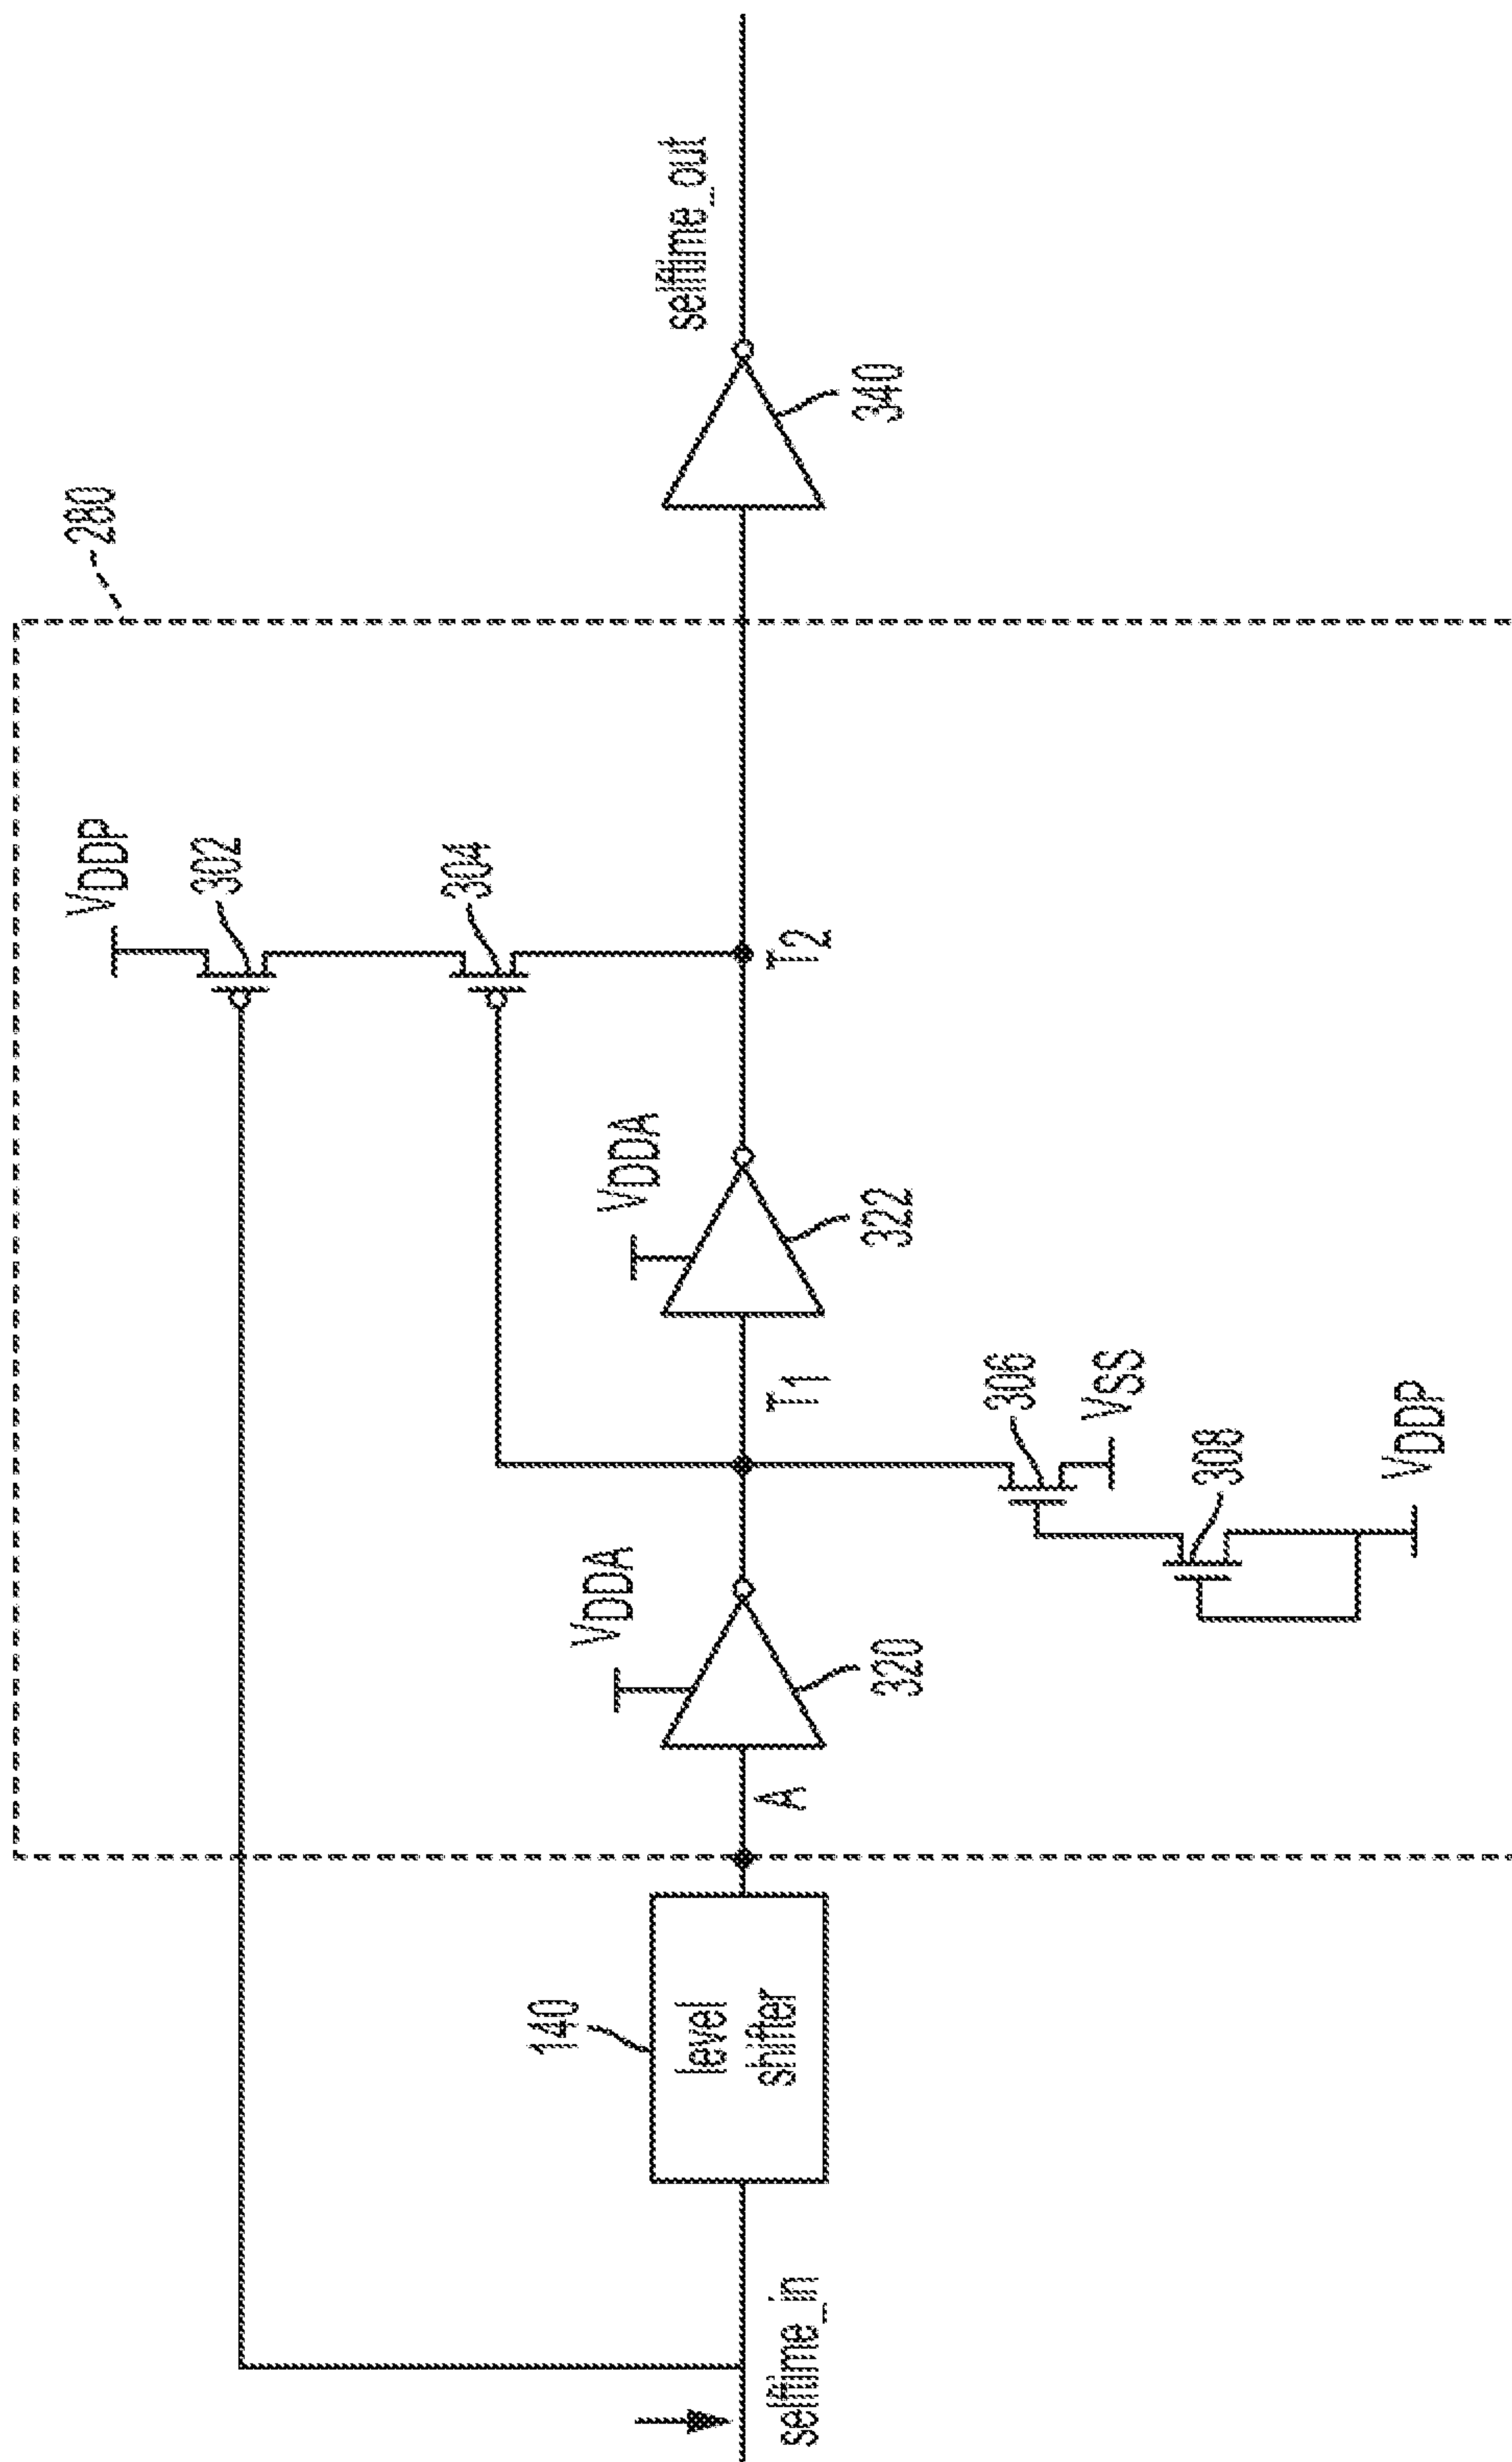 280
VDDP
302
304
selftime_out
340
T2
VDDA
322
T1
306
VSS
308
VDDP
VDDA
320
A
140
level
shifter
selftime_in